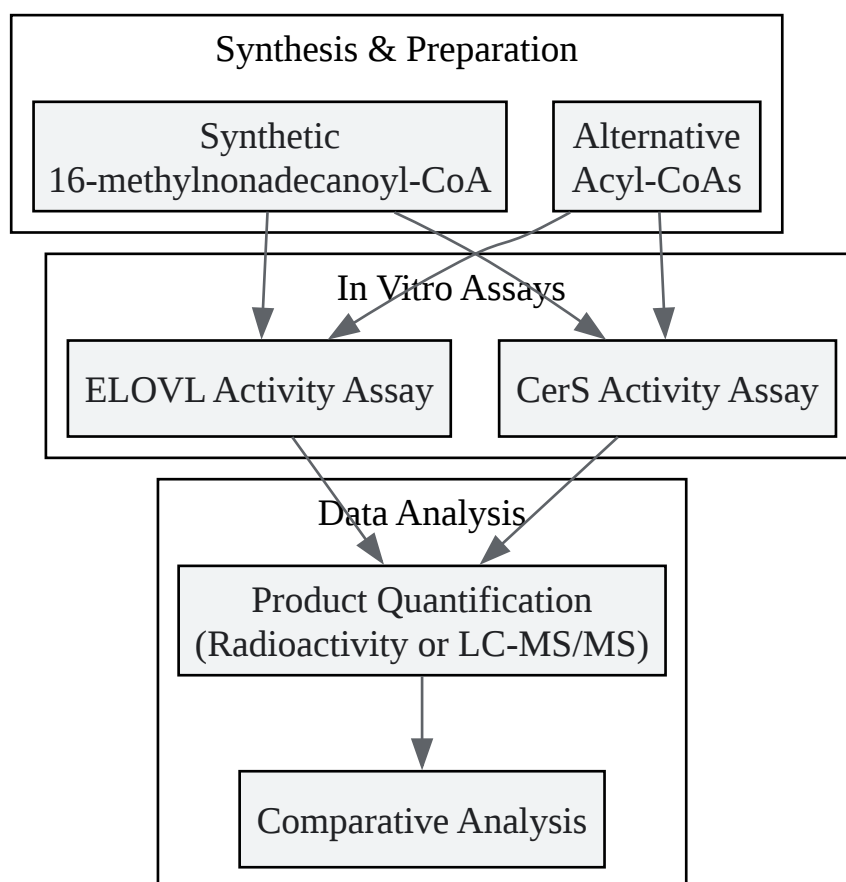 Synthesis & Preparation
Synthetic
16-methylnonadecanoyl-CoA
Alternative
Acyl-CoAs
In Vitro Assays
ELOVL Activity Assay
CerS Activity Assay
Data Analysis
Product Quantification
(Radioactivity or LC-MS/MS)
Comparative Analysis